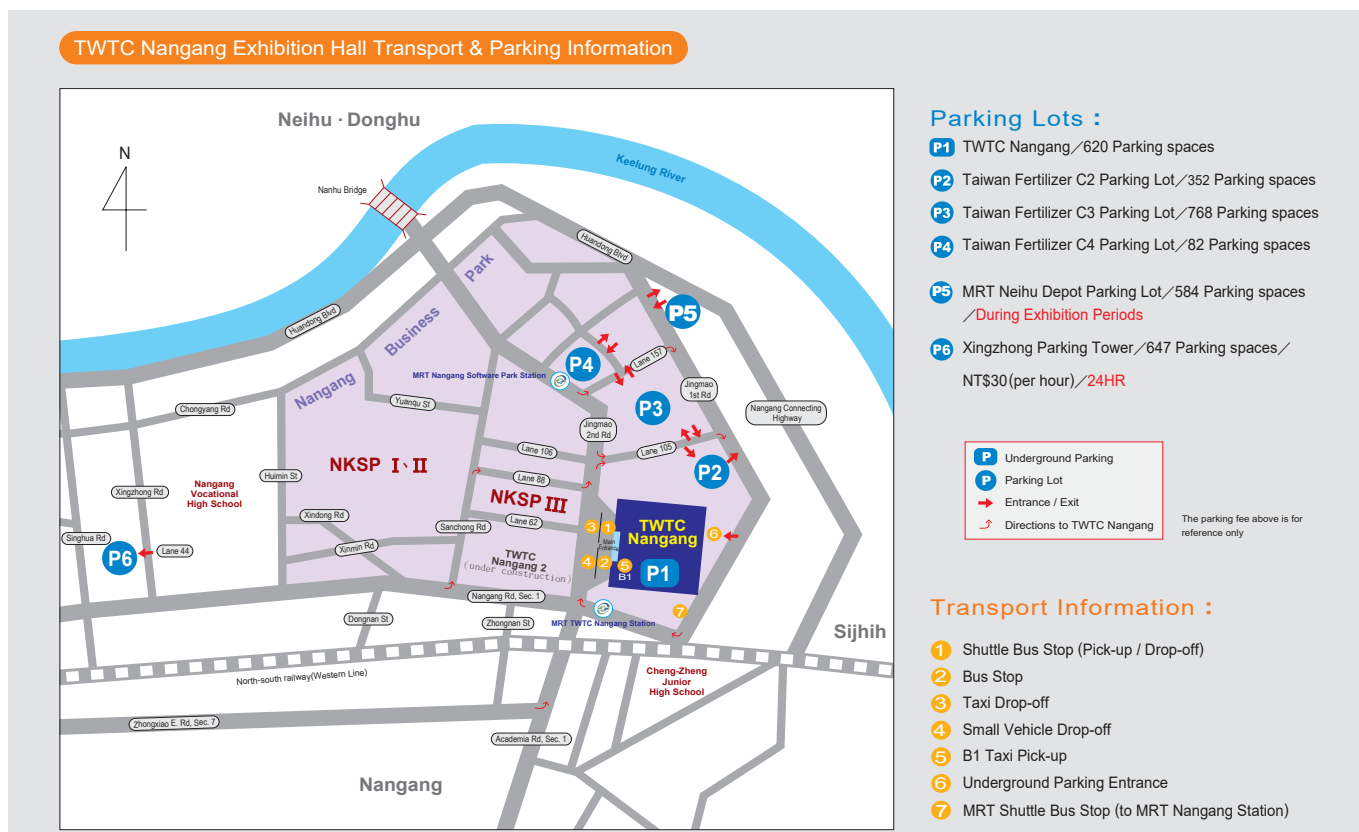 TWTC Nangang Exhibition Hall Transport & Parking Information
Neihu · Donghu
N
Keelung River
Nanhu Bridge
Huandong Blvd
Park
Huandong Blvd
Business
P5
Lane 157
P4
MRT Nangang Software Park Station
Nangang
Jingmao
1st Rd
Yuanqu St
P3
Chongyang Rd
Nangang Connecting
Highway
Jingmao
2nd Rd
Lane 106
Lane 105
NKSP I、II
P2
Huimin St
Nangang
Vocational
High School
Lane 88
Xingzhong Rd
NKSP III
Xindong Rd
Sanchong Rd
Lane 62
3
1
TWTC
Nangang
6
Singhua Rd
Main
Entrance
Xinmin Rd
Lane 44
P6
TWTC
Nangang 2
(under construction)
4
2
5
B1
P1
Nangang Rd, Sec. 1
7
Dongnan St
Zhongnan St
MRT TWTC Nangang Station
Sijhih
North-south railway(Western Line)
Cheng-Zheng
Junior
High School
Zhongxiao E. Rd, Sec. 7
Academia Rd, Sec. 1
Nangang
Parking Lots：
P1 TWTC Nangang／620 Parking spaces
P2 Taiwan Fertilizer C2 Parking Lot／352 Parking spaces
P3 Taiwan Fertilizer C3 Parking Lot／768 Parking spaces
P4 Taiwan Fertilizer C4 Parking Lot／82 Parking spaces
P5 MRT Neihu Depot Parking Lot／584 Parking spaces
／During Exhibition Periods
P6 Xingzhong Parking Tower／647 Parking spaces／
NT$30(per hour)／24HR
P Underground Parking
P Parking Lot
Entrance / Exit
Directions to TWTC Nangang
The parking fee above is for
reference only
Transport Information：
1 Shuttle Bus Stop (Pick-up / Drop-off)
2 Bus Stop
3 Taxi Drop-off
4 Small Vehicle Drop-off
5 B1 Taxi Pick-up
6 Underground Parking Entrance
7 MRT Shuttle Bus Stop (to MRT Nangang Station)